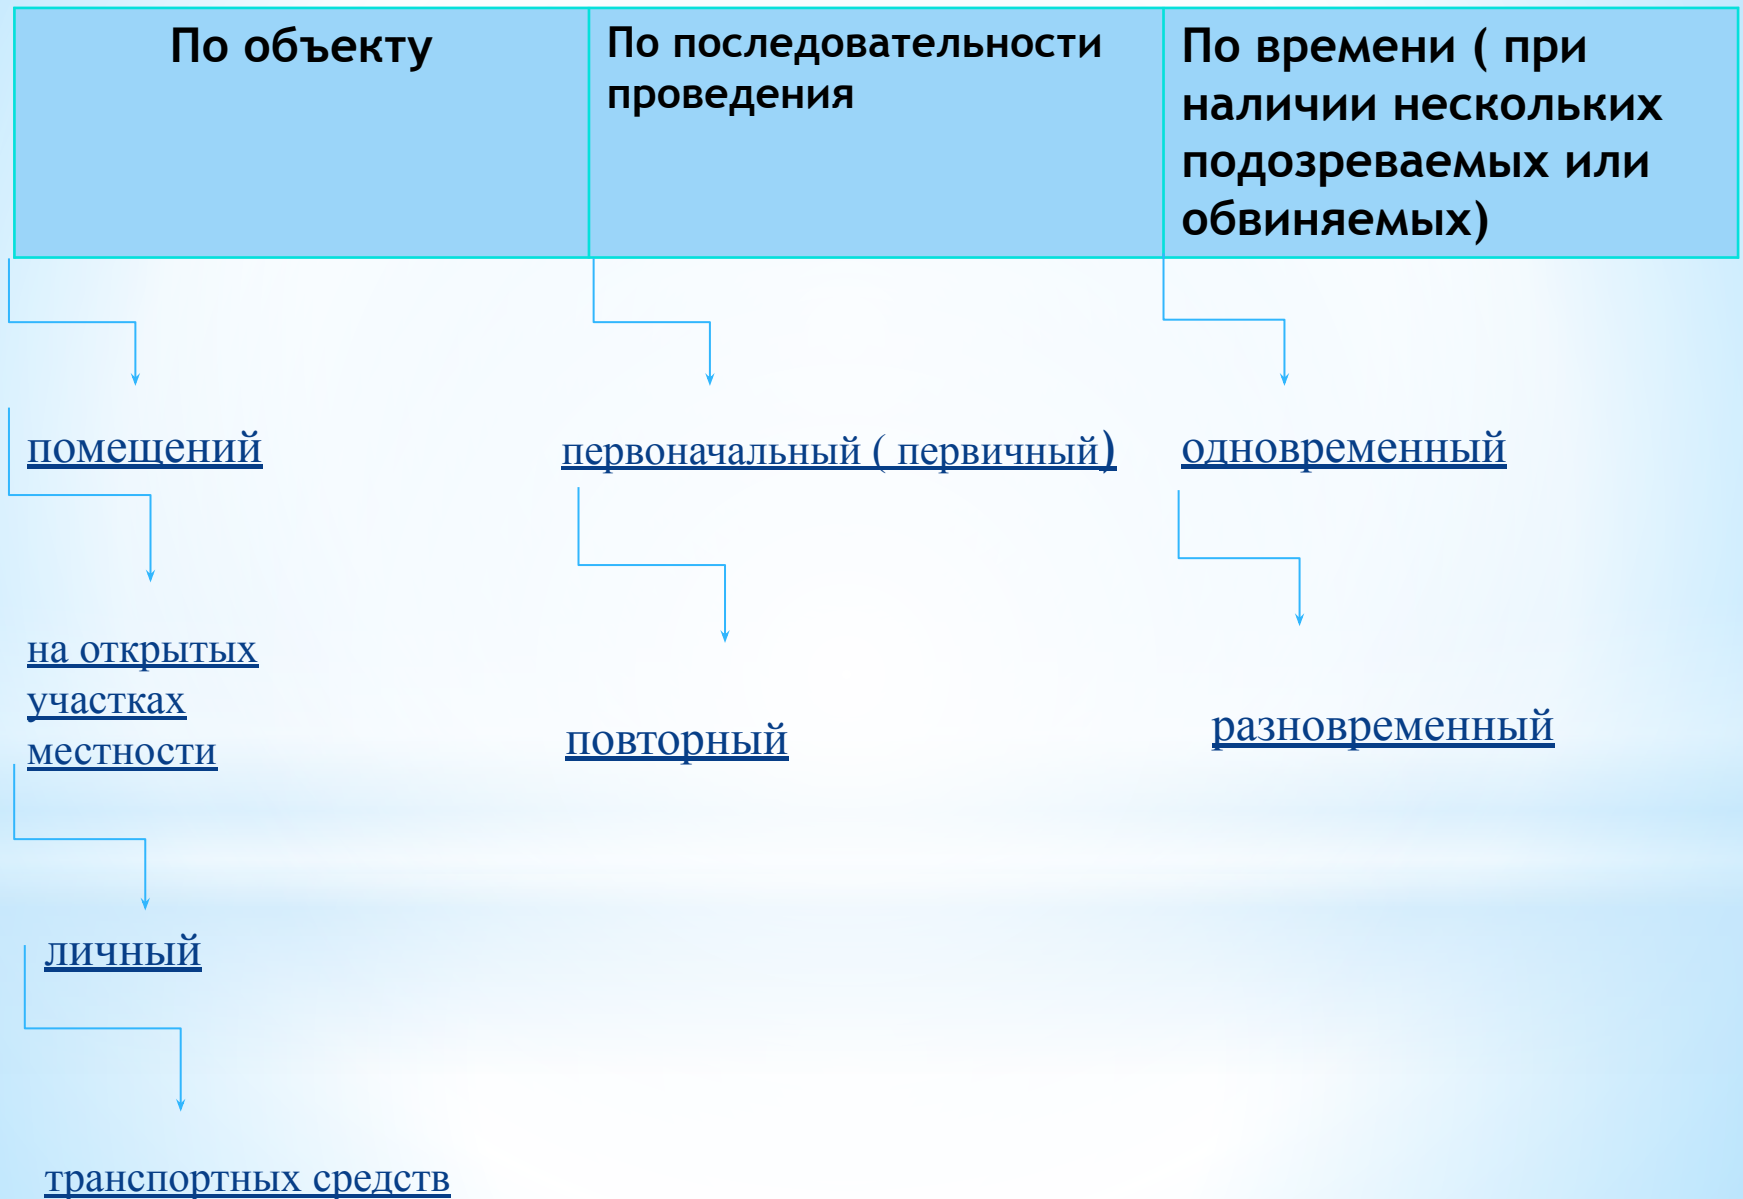 По объекту
По последовательности
проведения
По времени ( при
наличии нескольких
подозреваемых или
обвиняемых)
помещений
первоначальный ( первичный)
одновременный
на открытых
участках
местности
повторный
разновременный
личный
транспортных средств